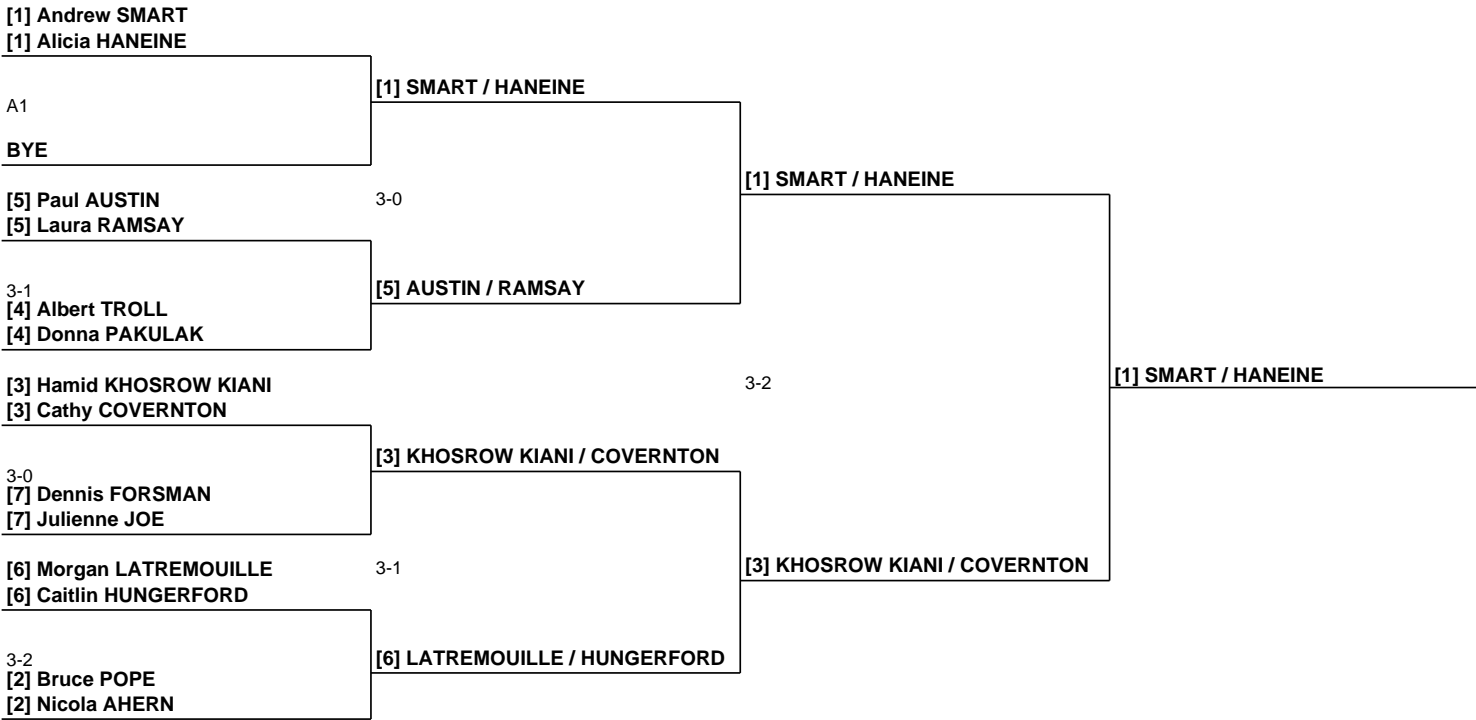 [1] Andrew SMART
[1] Alicia HANEINE
[1] SMART / HANEINE
A1
BYE
[1] SMART / HANEINE
[5] Paul AUSTIN
3-0
[5] Laura RAMSAY
[5] AUSTIN / RAMSAY
3-1
[4] Albert TROLL
[4] Donna PAKULAK
[1] SMART / HANEINE
[3] Hamid KHOSROW KIANI
3-2
[3] Cathy COVERNTON
[3] KHOSROW KIANI / COVERNTON
3-0
[7] Dennis FORSMAN
[7] Julienne JOE
[3] KHOSROW KIANI / COVERNTON
[6] Morgan LATREMOUILLE
3-1
[6] Caitlin HUNGERFORD
[6] LATREMOUILLE / HUNGERFORD
3-2
[2] Bruce POPE
[2] Nicola AHERN